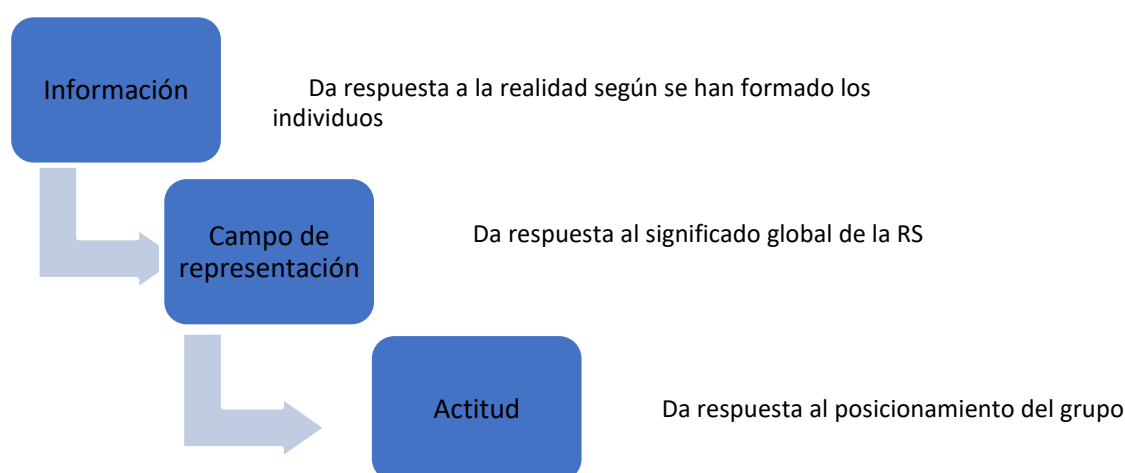 Información
Da respuesta a la realidad según se han formado los
individuos
Campo de
representación
Da respuesta al significado global de la RS
Actitud
Da respuesta al posicionamiento del grupo